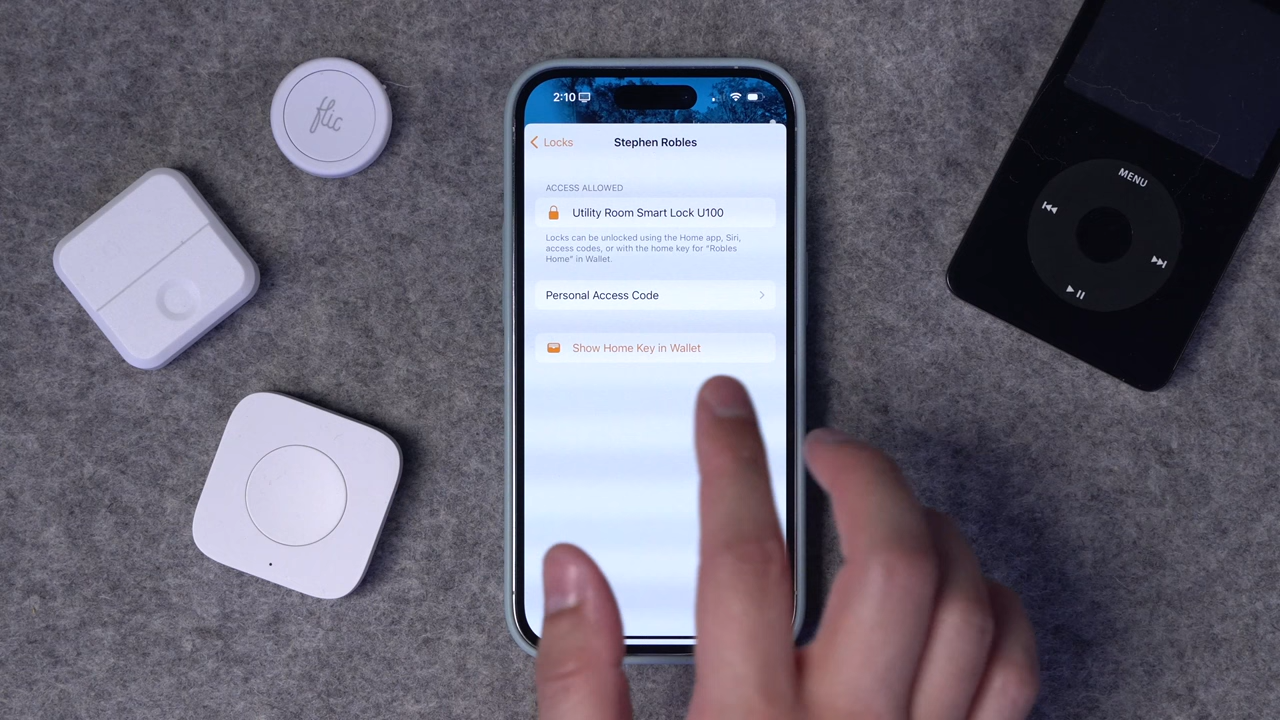 flic
2:10
Locks
Stephen Robles
ACCESS ALLOWED
Utility Room Smart Lock U100
Locks can be unlocked using the Home app, Siri,
access codes, or with the home key for "Robles
Home" in Wallet.
Personal Access Code
Show Home Key in Wallet
MENU